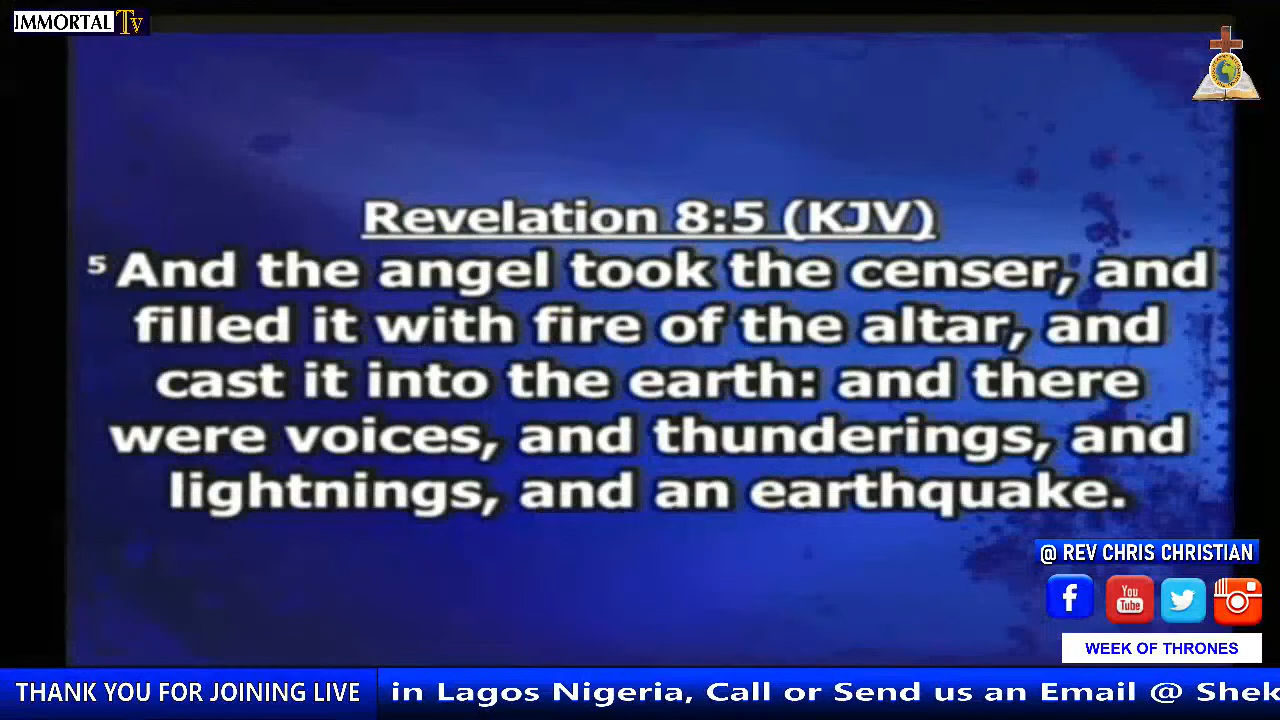 IMMORTAL Tv
Revelation 8:5 (KJV)
5 And the angel took the censer, and
filled it with fire of the altar, and
cast it into the earth: and there
were voices, and thunderings, and
lightnings, and an earthquake.
@ REV CHRIS CHRISTIAN
You
Tube
WEEK OF THRONES
THANK YOU FOR JOINING LIVE
in Lagos Nigeria, Call or Send us an Email @ Shek